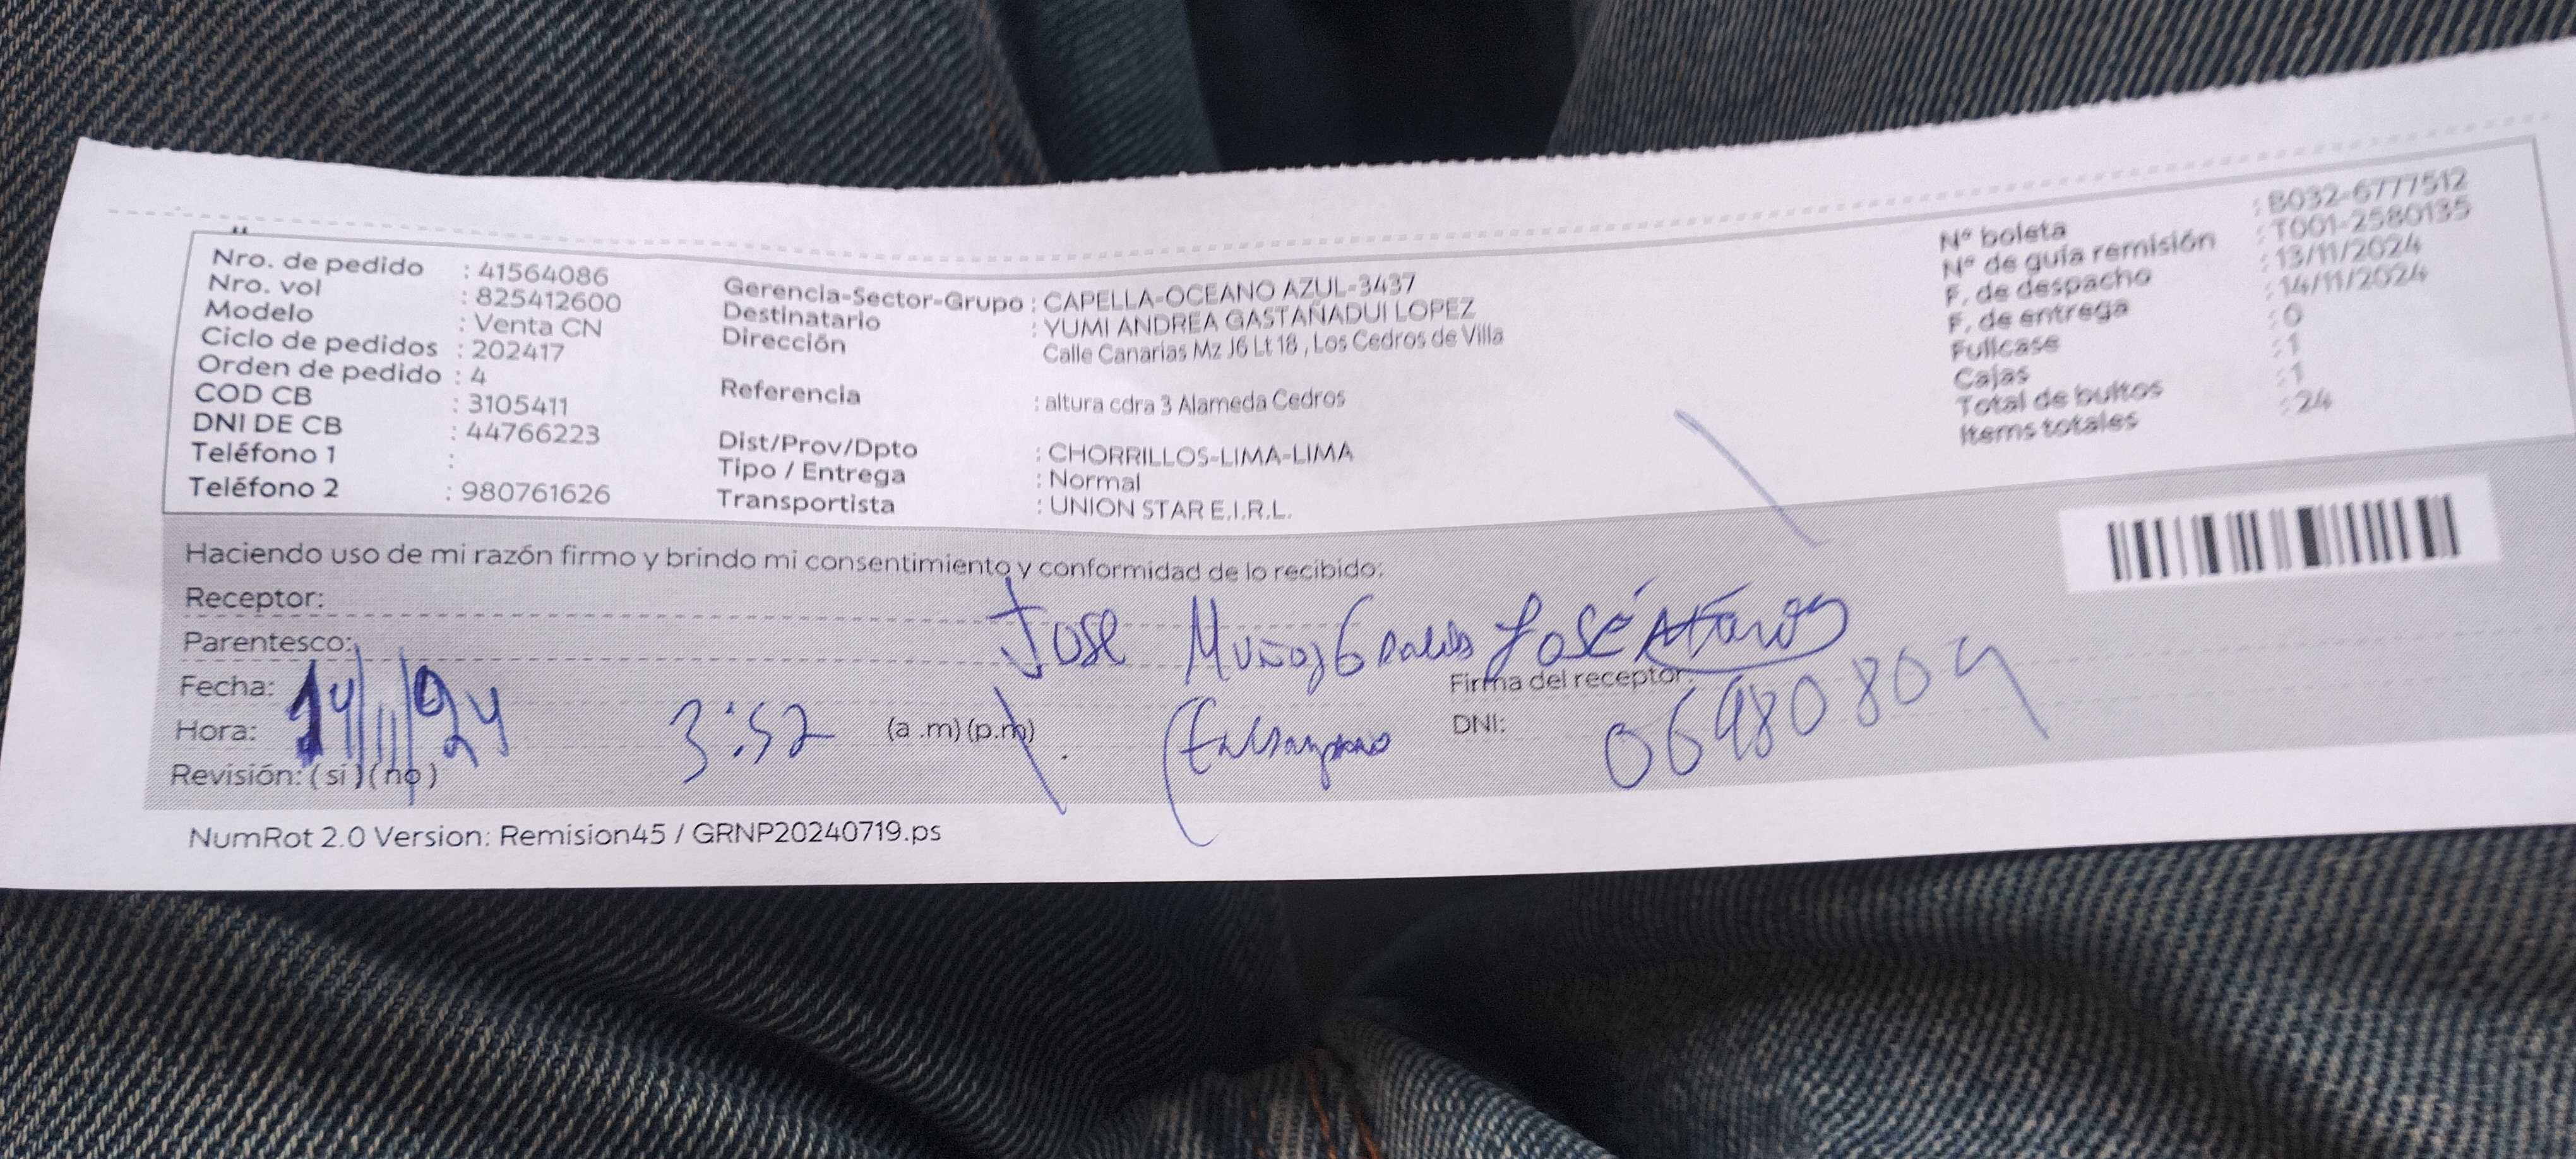 Nro. de pedido : 41564086
Nro. vol : 825412600
Modelo : Venta CN
Ciclo de pedidos : 202417
Orden de pedido : 4
COD CB : 3105411
DNI DE CB : 44766223
Teléfono 1 :
Teléfono 2 : 980761626
Gerencia-Sector-Grupo : CAPELLA-OCEANO AZUL-3437
Destinatario : YUMI ANDREA GASTAÑADUI LOPEZ
Dirección Calle Canarias Mz J6 Lt 18 , Los Cedros de Villa
Referencia : altura cdra 3 Alameda Cedros
Dist/Prov/Dpto : CHORRILLOS-LIMA-LIMA
Tipo / Entrega : Normal
Transportista : UNION STAR E.I.R.L.
Nº boleta : B032-6777512
Nº de guía remisión : T001-2580135
F. de despacho : 13/11/2024
F. de entrega : 14/11/2024
Fullcase : 0
Cajas : 1
Total de bultos : 1
Items totales : 24
Haciendo uso de mi razón firmo y brindo mi consentimiento y conformidad de lo recibido:
Receptor:
Parentesco: Jose Muñoz José
Fecha: 14/11/24 Firma del receptor:
Hora: 3:52 (a .m) (p.m) DNI: 06980809
Revisión: ( si ) ( no )
NumRot 2.0 Version: Remision45 / GRNP20240719.ps